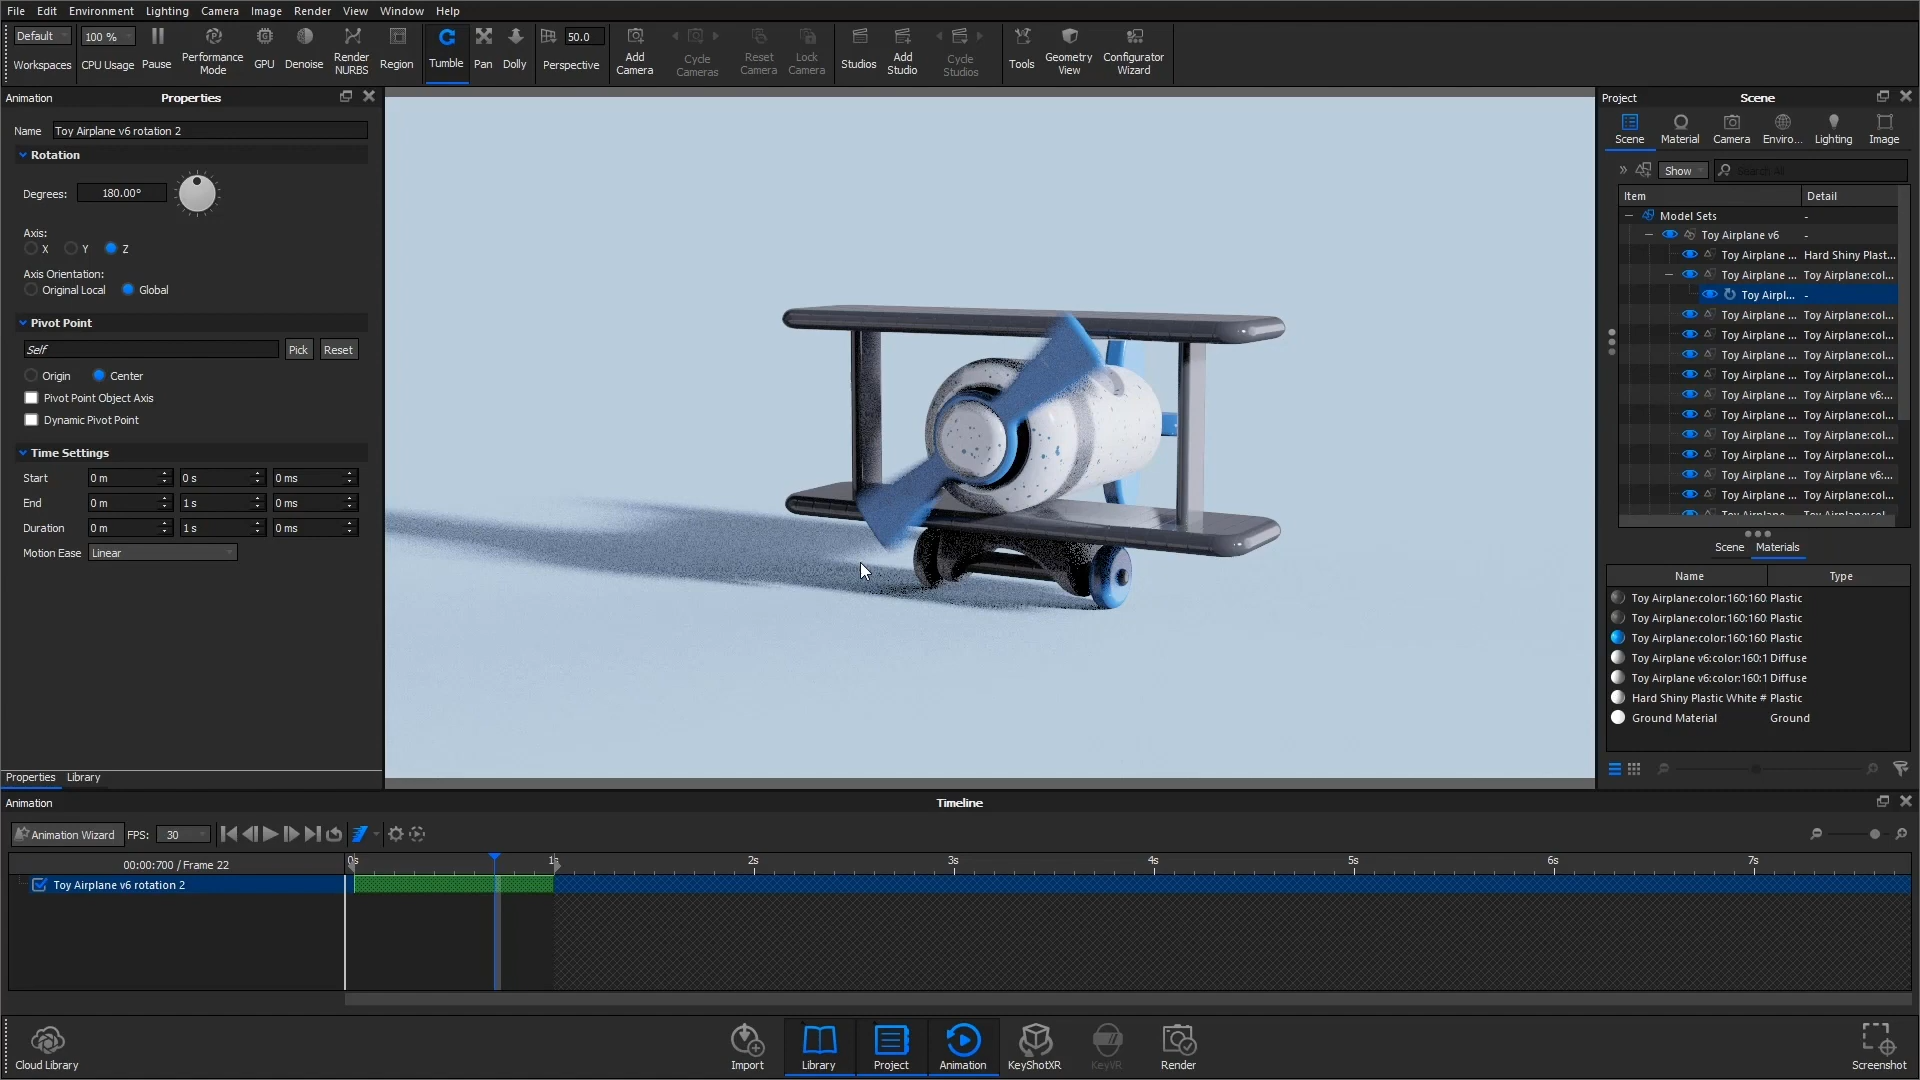 File Edit Environment Lighting Camera Image Render View Window Help
Default 100 % 50.0
Workspaces CPU Usage Pause Performance Mode GPU Denoise Render NURBS Region Tumble Pan Dolly Perspective Add Camera Cycle Cameras Reset Camera Lock Camera Studios Add Studio Cycle Studios Tools Geometry View Configurator Wizard
Animation Properties
Name Toy Airplane v6 rotation 2
Rotation
Degrees: 180.00°
Axis:
X Y Z
Axis Orientation:
Original Local Global
Pivot Point
Self Pick Reset
Origin Center
Pivot Point Object Axis
Dynamic Pivot Point
Time Settings
Start 0 m 0 s 0 ms
End 0 m 1 s 0 ms
Duration 0 m 1 s 0 ms
Motion Ease Linear
Properties Library
Project Scene
Scene Material Camera Enviro... Lighting Image
» Show Search All
Item Detail
Model Sets -
Toy Airplane v6 -
Toy Airplane ... Hard Shiny Plast...
Toy Airplane ... Toy Airplane:col...
Toy Airpl... -
Toy Airplane ... Toy Airplane:col...
Toy Airplane ... Toy Airplane:col...
Toy Airplane ... Toy Airplane:col...
Toy Airplane ... Toy Airplane:col...
Toy Airplane ... Toy Airplane v6:...
Toy Airplane ... Toy Airplane:col...
Toy Airplane ... Toy Airplane:col...
Toy Airplane ... Toy Airplane:col...
Toy Airplane ... Toy Airplane v6:...
Toy Airplane ... Toy Airplane:col...
Toy Airplane ... Toy Airplane:col...
Scene Materials
Name Type
Toy Airplane:color:160:160: Plastic
Toy Airplane:color:160:160: Plastic
Toy Airplane:color:160:160: Plastic
Toy Airplane v6:color:160:1 Diffuse
Toy Airplane v6:color:160:1 Diffuse
Hard Shiny Plastic White # Plastic
Ground Material Ground
Animation Timeline
Animation Wizard FPS: 30
00:00:700 / Frame 22 0s 1s 2s 3s 4s 5s 6s 7s
Toy Airplane v6 rotation 2
Cloud Library Import Library Project Animation KeyShotXR KeyVR Render Screenshot